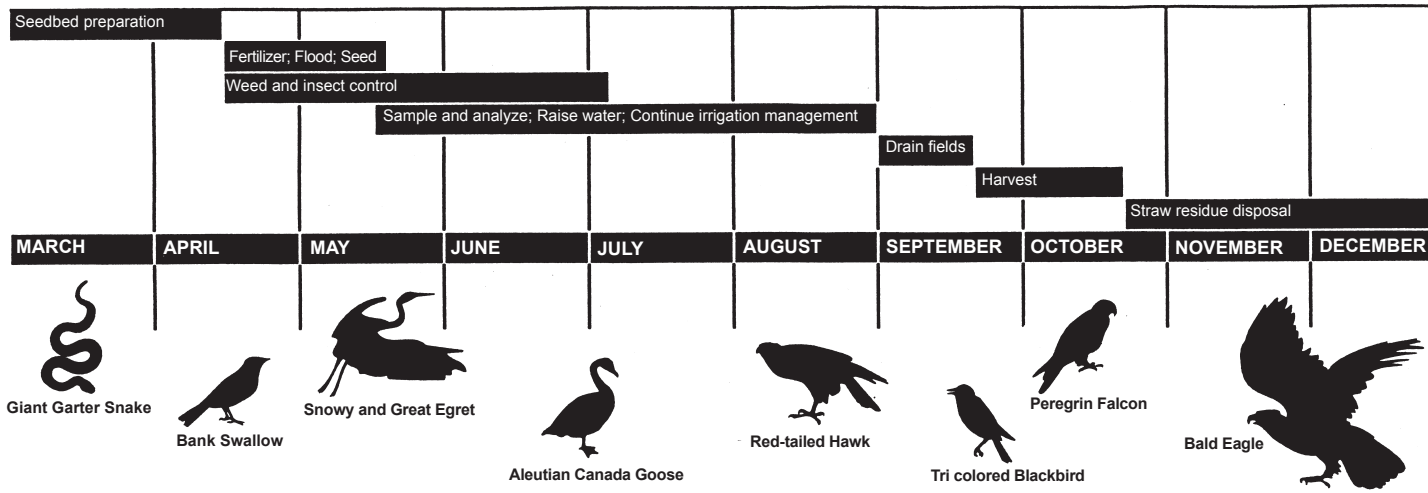 Seedbed preparation
Fertilizer; Flood; Seed
Weed and insect control
Sample and analyze; Raise water; Continue irrigation management
Drain fields
Harvest
Straw residue disposal
MARCH APRIL MAY JUNE JULY AUGUST SEPTEMBER OCTOBER NOVEMBER DECEMBER
Giant Garter Snake
Bank Swallow
Snowy and Great Egret
Aleutian Canada Goose
Red-tailed Hawk
Tri colored Blackbird
Peregrin Falcon
Bald Eagle